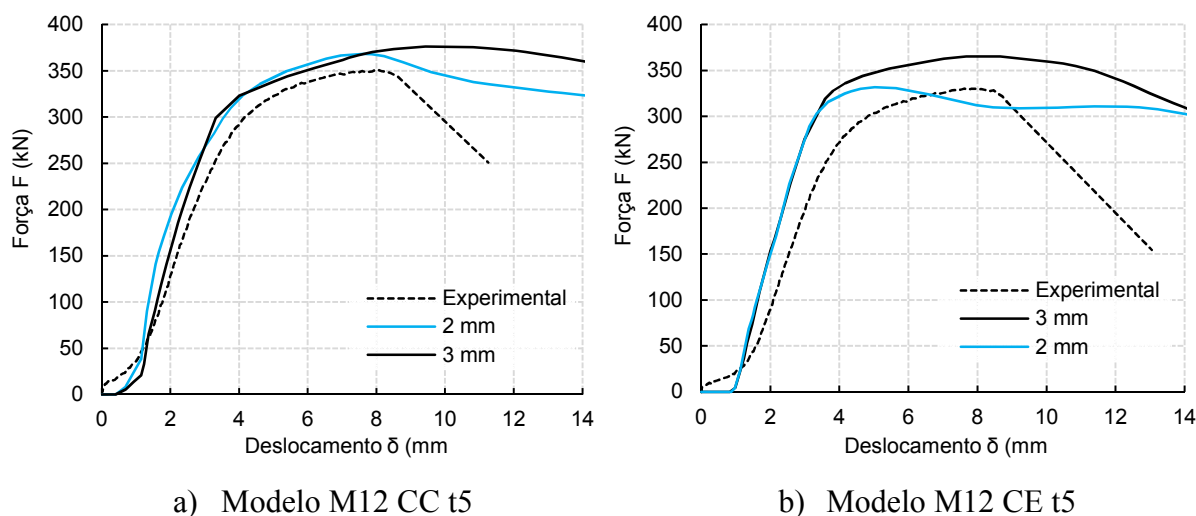 400
350
300
250
200
150
100
50
0
Força F (kN)
0 2 4 6 8 10 12 14
Deslocamento δ (mm
Experimental
2 mm
3 mm
a) Modelo M12 CC t5
400
350
300
250
200
150
100
50
0
Força F (kN)
0 2 4 6 8 10 12 14
Deslocamento δ (mm
Experimental
3 mm
2 mm
b) Modelo M12 CE t5